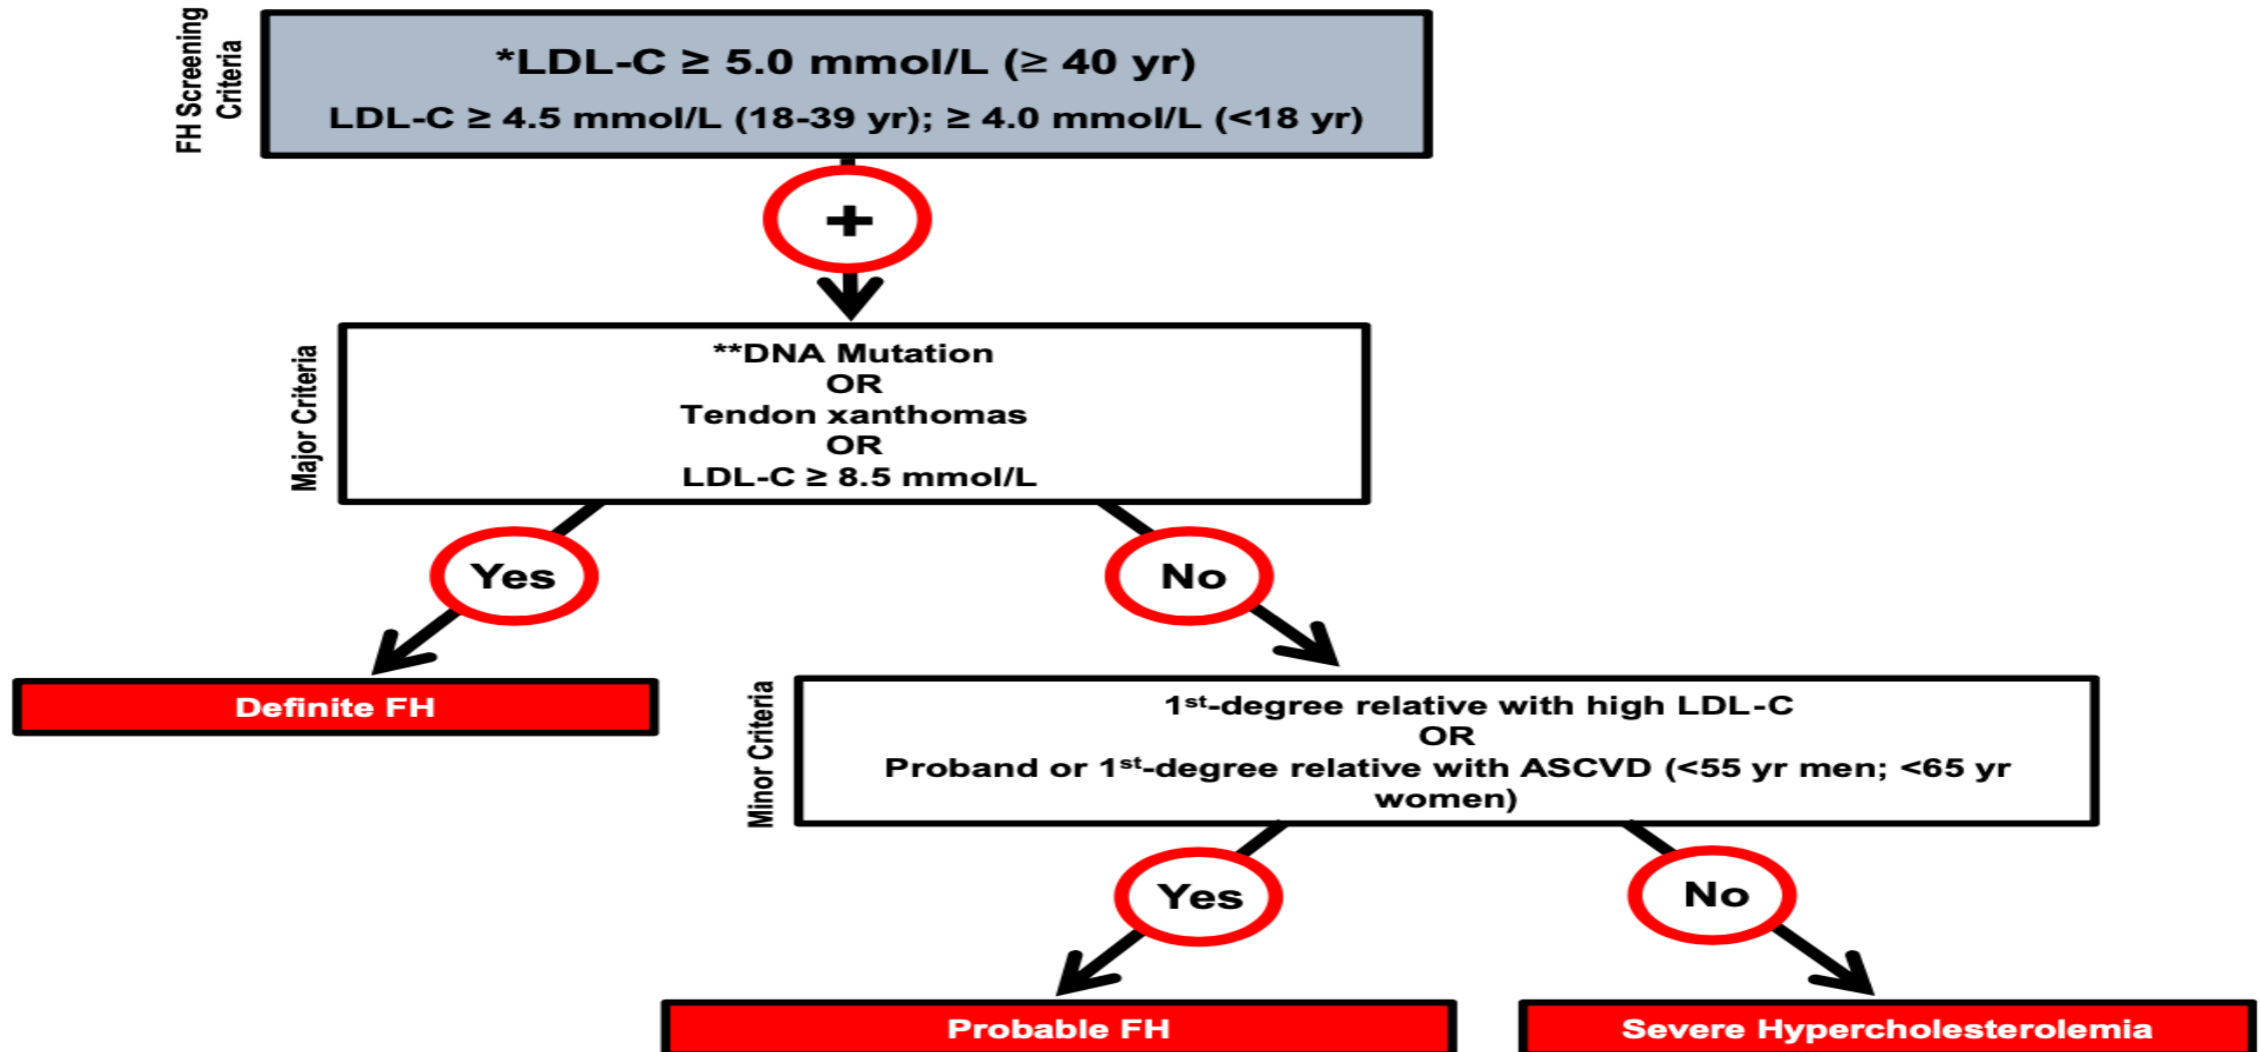 FH Screening
Criteria
*LDL-C ≥ 5.0 mmol/L (≥ 40 yr)
LDL-C ≥ 4.5 mmol/L (18-39 yr); ≥ 4.0 mmol/L (<18 yr)
+
Major Criteria
**DNA Mutation
OR
Tendon xanthomas
OR
LDL-C ≥ 8.5 mmol/L
Yes
No
Definite FH
Minor Criteria
1st-degree relative with high LDL-C
OR
Proband or 1st-degree relative with ASCVD (<55 yr men; <65 yr
women)
Yes
No
Probable FH
Severe Hypercholesterolemia